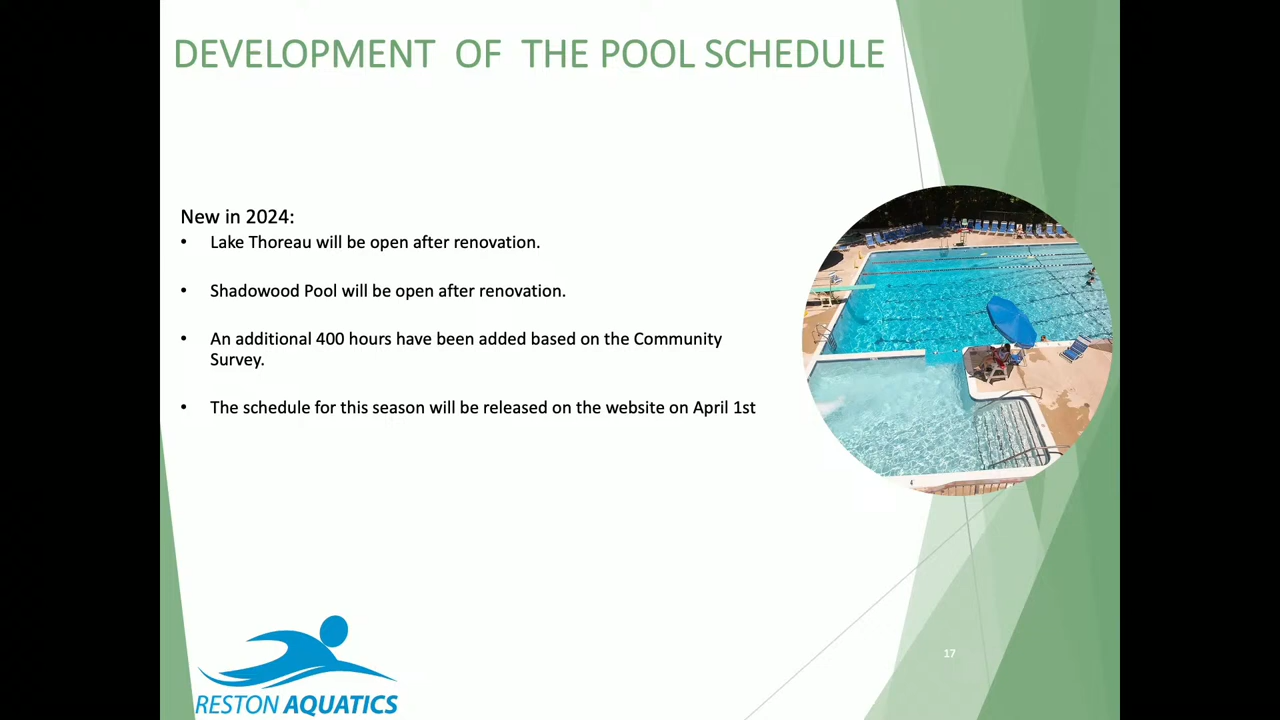 DEVELOPMENT OF THE POOL SCHEDULE
New in 2024:
• Lake Thoreau will be open after renovation.
• Shadowood Pool will be open after renovation.
• An additional 400 hours have been added based on the Community
Survey.
• The schedule for this season will be released on the website on April 1st
17
RESTON AQUATICS